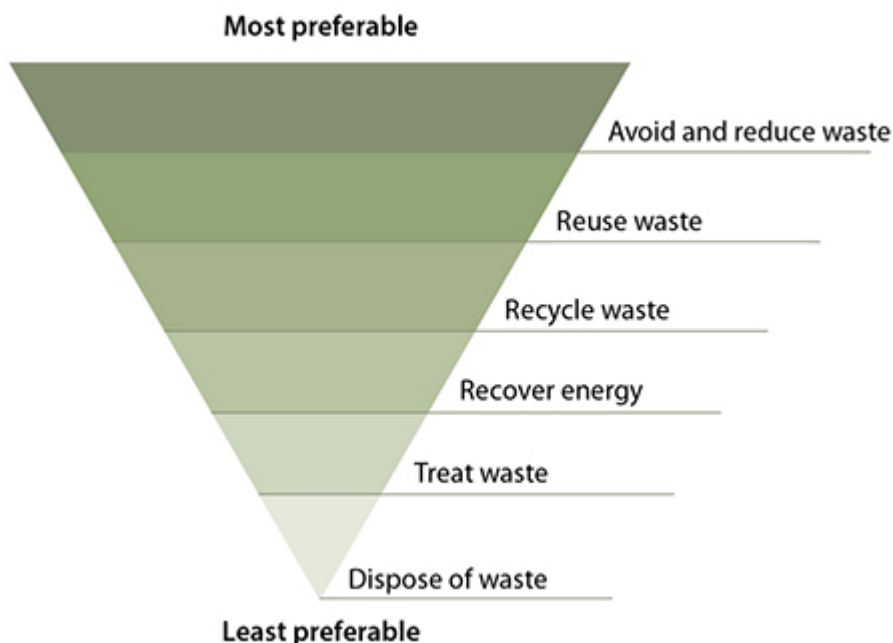 Most preferable
Avoid and reduce waste
Reuse waste
Recycle waste
Recover energy
Treat waste
Dispose of waste
Least preferable